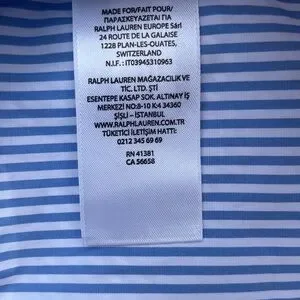 MADE FOR/FAIT POUR/
ΠΑΡΑΣΚΕΥΑΖΕΤΑΙ ΓΙΑ
RALPH LAUREN EUROPE Sàrl
24 ROUTE DE LA GALAISE
1228 PLAN-LES-OUATES,
SWITZERLAND
N.I.F. : IT03945310963
RALPH LAUREN MAĞAZACILIK VE
TİC. LTD. ŞTİ
ESENTEPE KASAP SOK. ALTINAY İŞ
MERKEZİ NO:8-10 K:4 34360
ŞİŞLİ – İSTANBUL
WWW.RALPHLAUREN.COM.TR
TÜKETİCİ İLETİŞİM HATTI:
0212 345 69 69
RN 41381
CA 56658